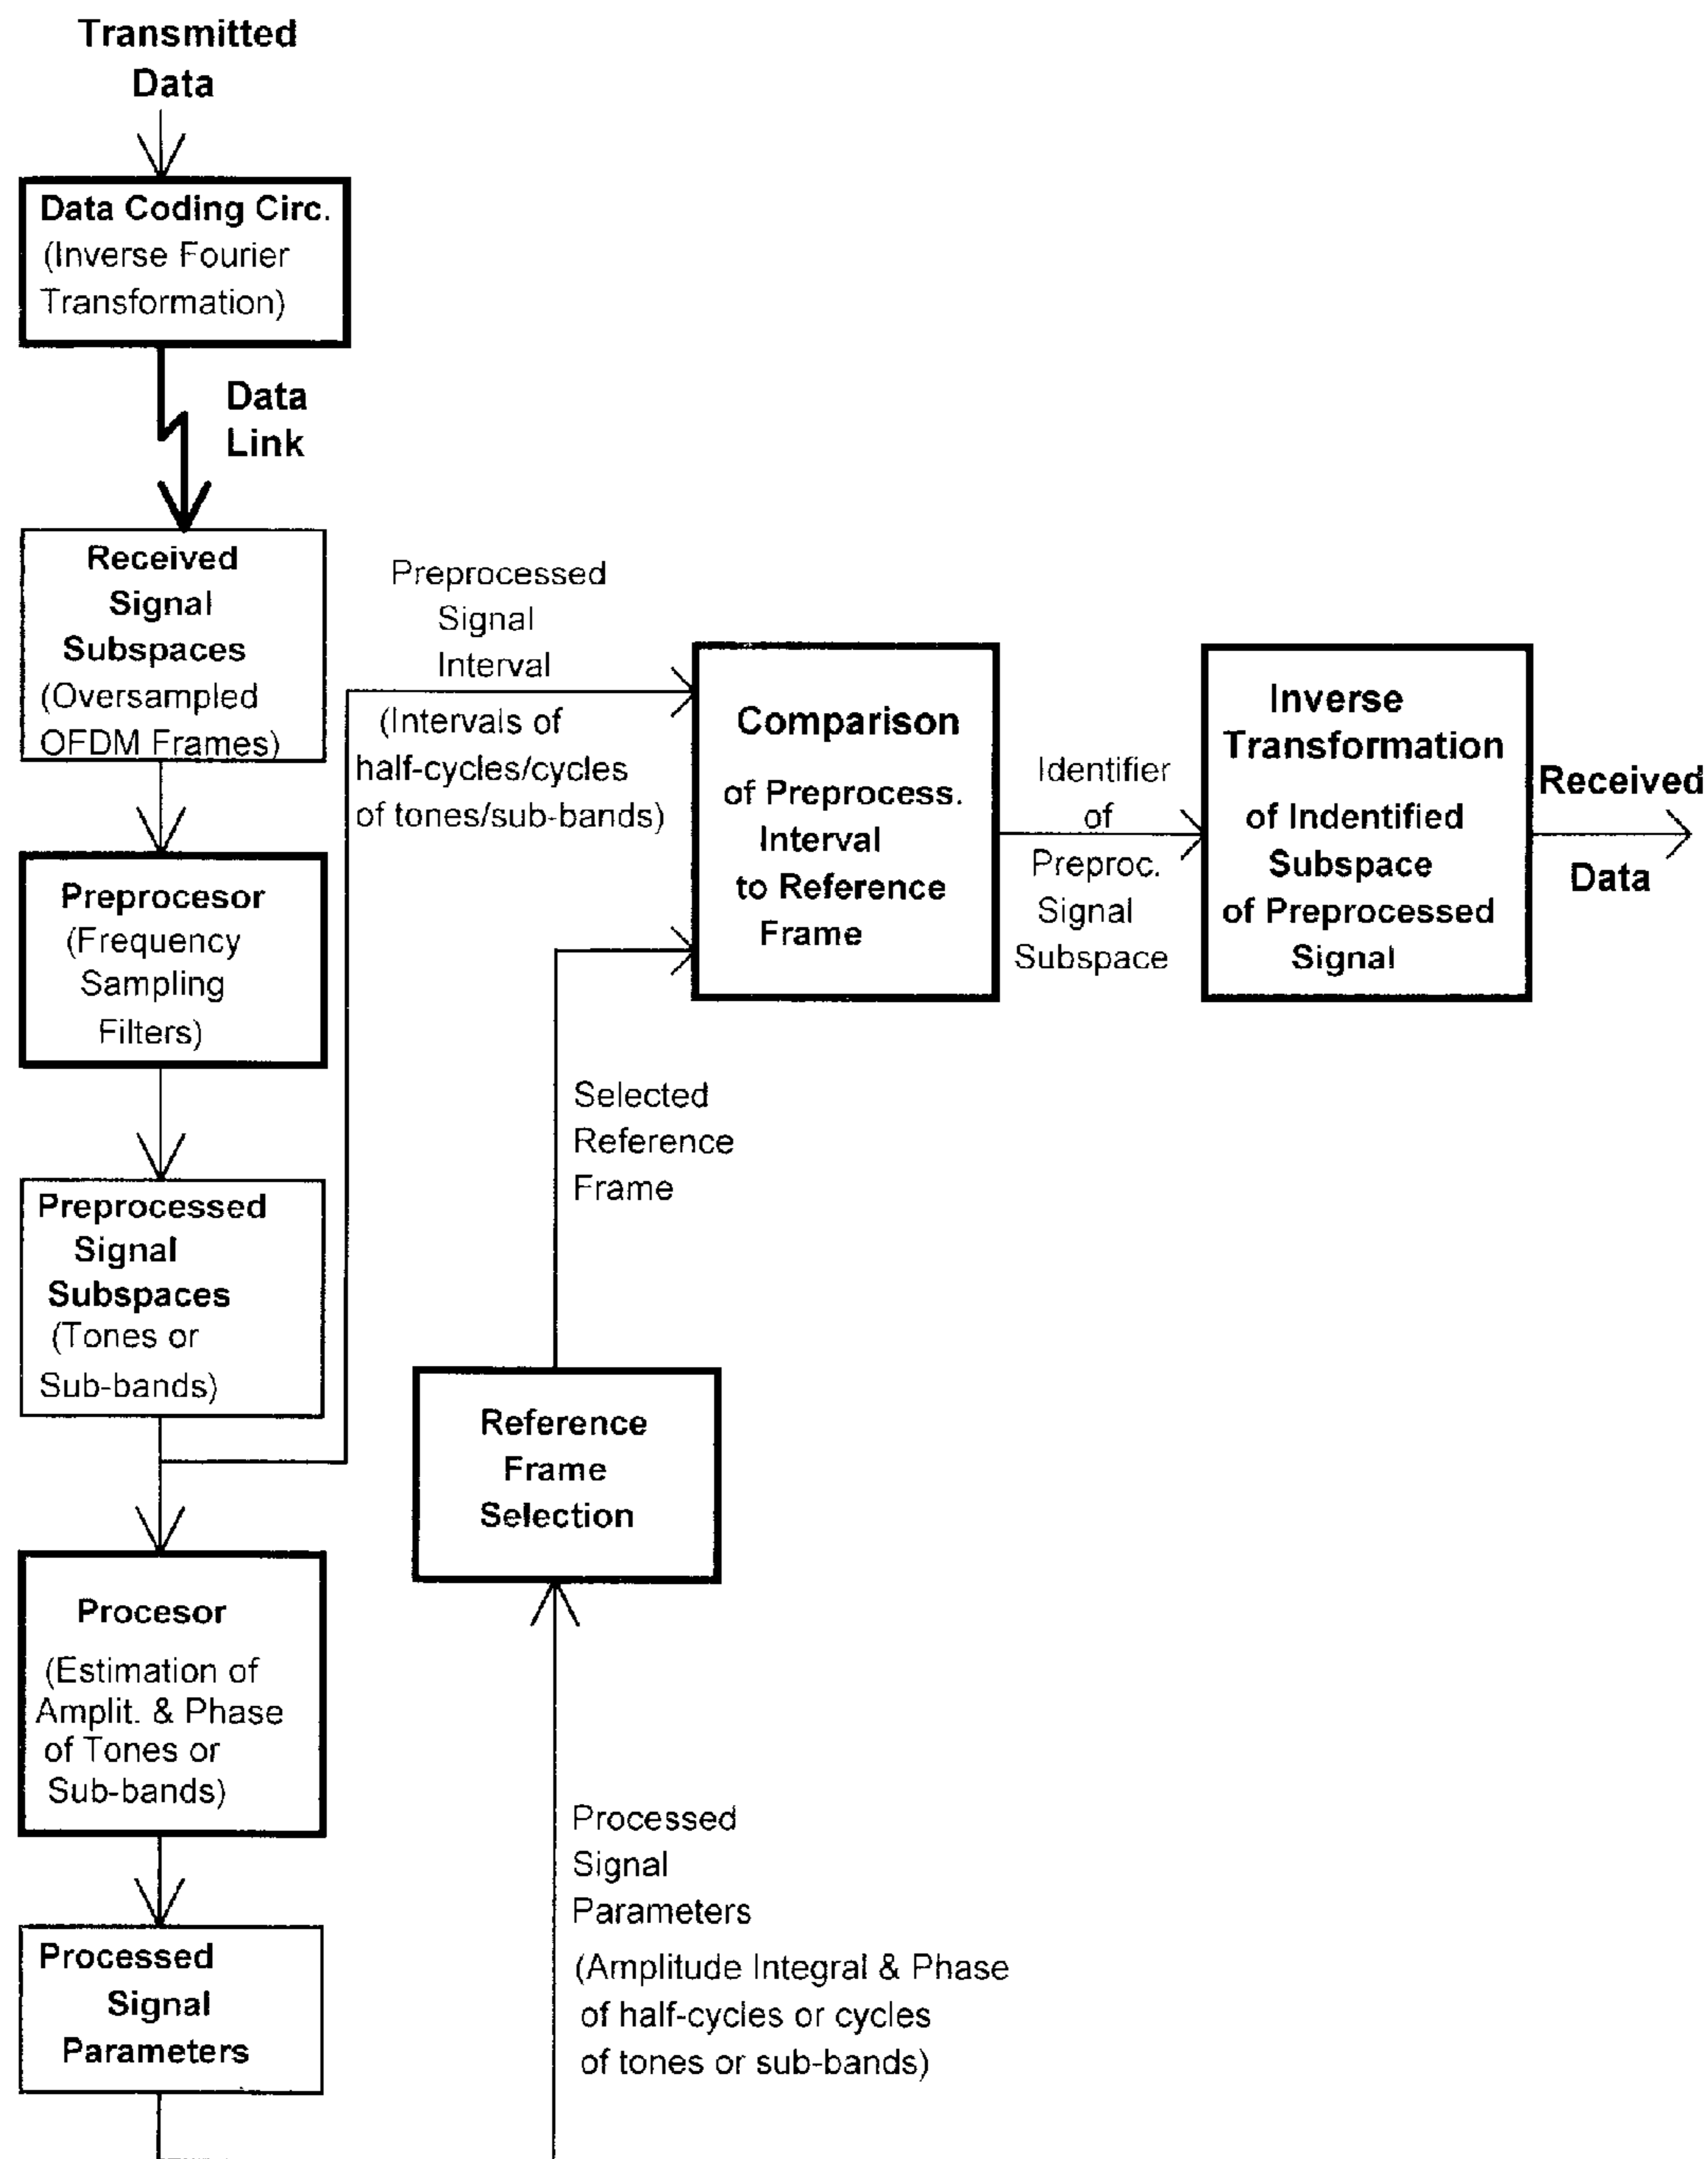 Transmitted
Data
Data Coding Circ.
(Inverse Fourier
Transformation)
Data
Link
Received
Signal
Subspaces
(Oversampled
OFDM Frames)
Preprocesor
(Frequency
Sampling
Filters)
Preprocessed
Signal
Subspaces
(Tones or
Sub-bands)
Procesor
(Estimation of
Amplit. & Phase
of Tones or
Sub-bands)
Processed
Signal
Parameters
Preprocessed
Signal
Interval
(Intervals of
half-cycles/cycles
of tones/sub-bands)
Selected
Reference
Frame
Reference
Frame
Selection
Processed
Signal
Parameters
(Amplitude Integral & Phase
of half-cycles or cycles
of tones or sub-bands)
Comparison
of Preprocess.
Interval
to Reference
Frame
Identifier
of
Preproc.
Signal
Subspace
Inverse
Transformation
of Indentified
Subspace
of Preprocessed
Signal
Received
Data